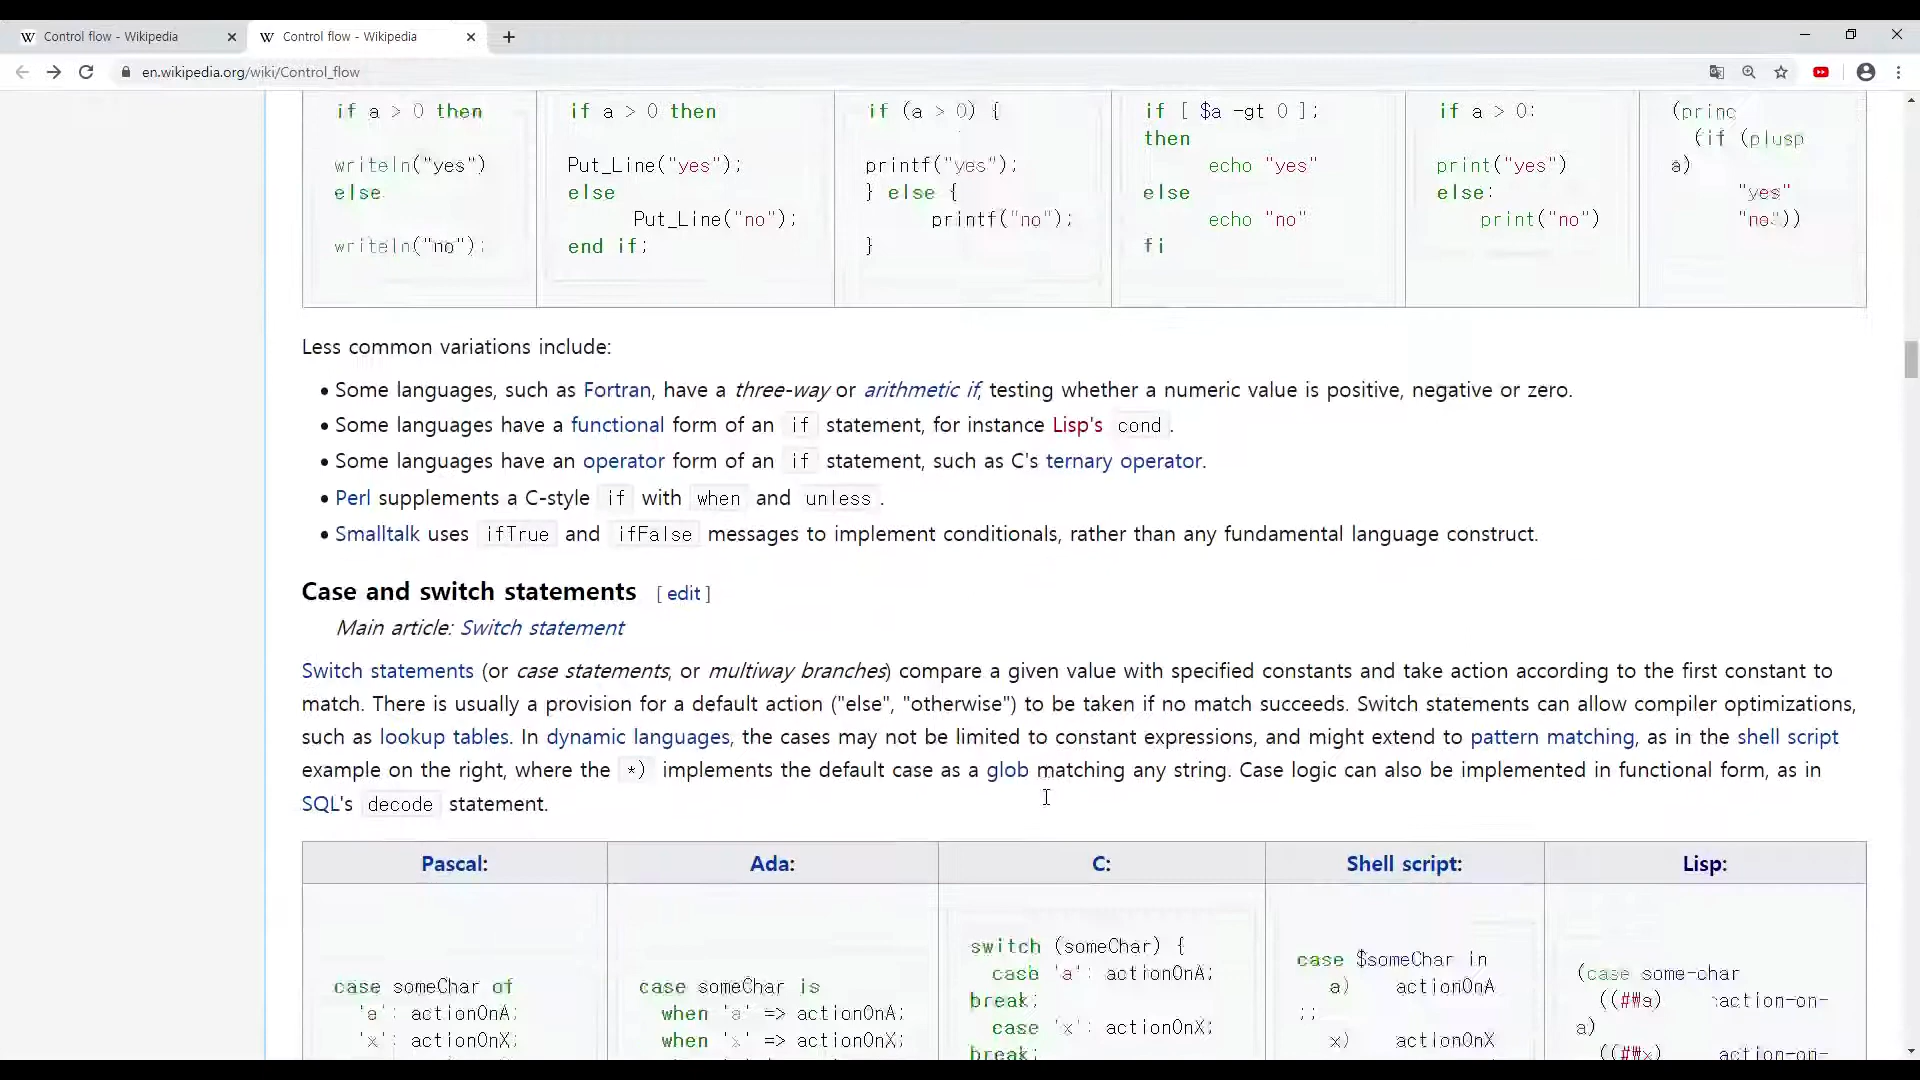 Control flow - Wikipedia
Control flow - Wikipedia
en.wikipedia.org/wiki/Control_flow
if a > 0 then
writeln("yes")
else
writeln("no");
if a > 0 then
Put_Line("yes");
else
Put_Line("no");
end if;
if (a > 0) {
printf("yes");
} else {
printf("no");
}
if [ $a -gt 0 ];
then
echo "yes"
else
echo "no"
fi
if a > 0:
print("yes")
else:
print("no")
(princ
(if (plusp
a)
"yes"
"no"))
Less common variations include:
• Some languages, such as Fortran, have a three-way or arithmetic if, testing whether a numeric value is positive, negative or zero.
• Some languages have a functional form of an if statement, for instance Lisp's cond.
• Some languages have an operator form of an if statement, such as C's ternary operator.
• Perl supplements a C-style if with when and unless.
• Smalltalk uses ifTrue and ifFalse messages to implement conditionals, rather than any fundamental language construct.
Case and switch statements [ edit ]
Main article: Switch statement
Switch statements (or case statements, or multiway branches) compare a given value with specified constants and take action according to the first constant to
match. There is usually a provision for a default action ("else", "otherwise") to be taken if no match succeeds. Switch statements can allow compiler optimizations,
such as lookup tables. In dynamic languages, the cases may not be limited to constant expressions, and might extend to pattern matching, as in the shell script
example on the right, where the *) implements the default case as a glob matching any string. Case logic can also be implemented in functional form, as in
SQL's decode statement.
Pascal:
Ada:
C:
Shell script:
Lisp:
case someChar of
'a': actionOnA;
'x': actionOnX;
case someChar is
when 'a' => actionOnA;
when 'x' => actionOnX;
switch (someChar) {
case 'a': actionOnA;
break;
case 'x': actionOnX;
break;
case $someChar in
a) actionOnA
;;
x) actionOnX
(case some-char
((#₩a) action-on-
a)
((#₩x) action-on-